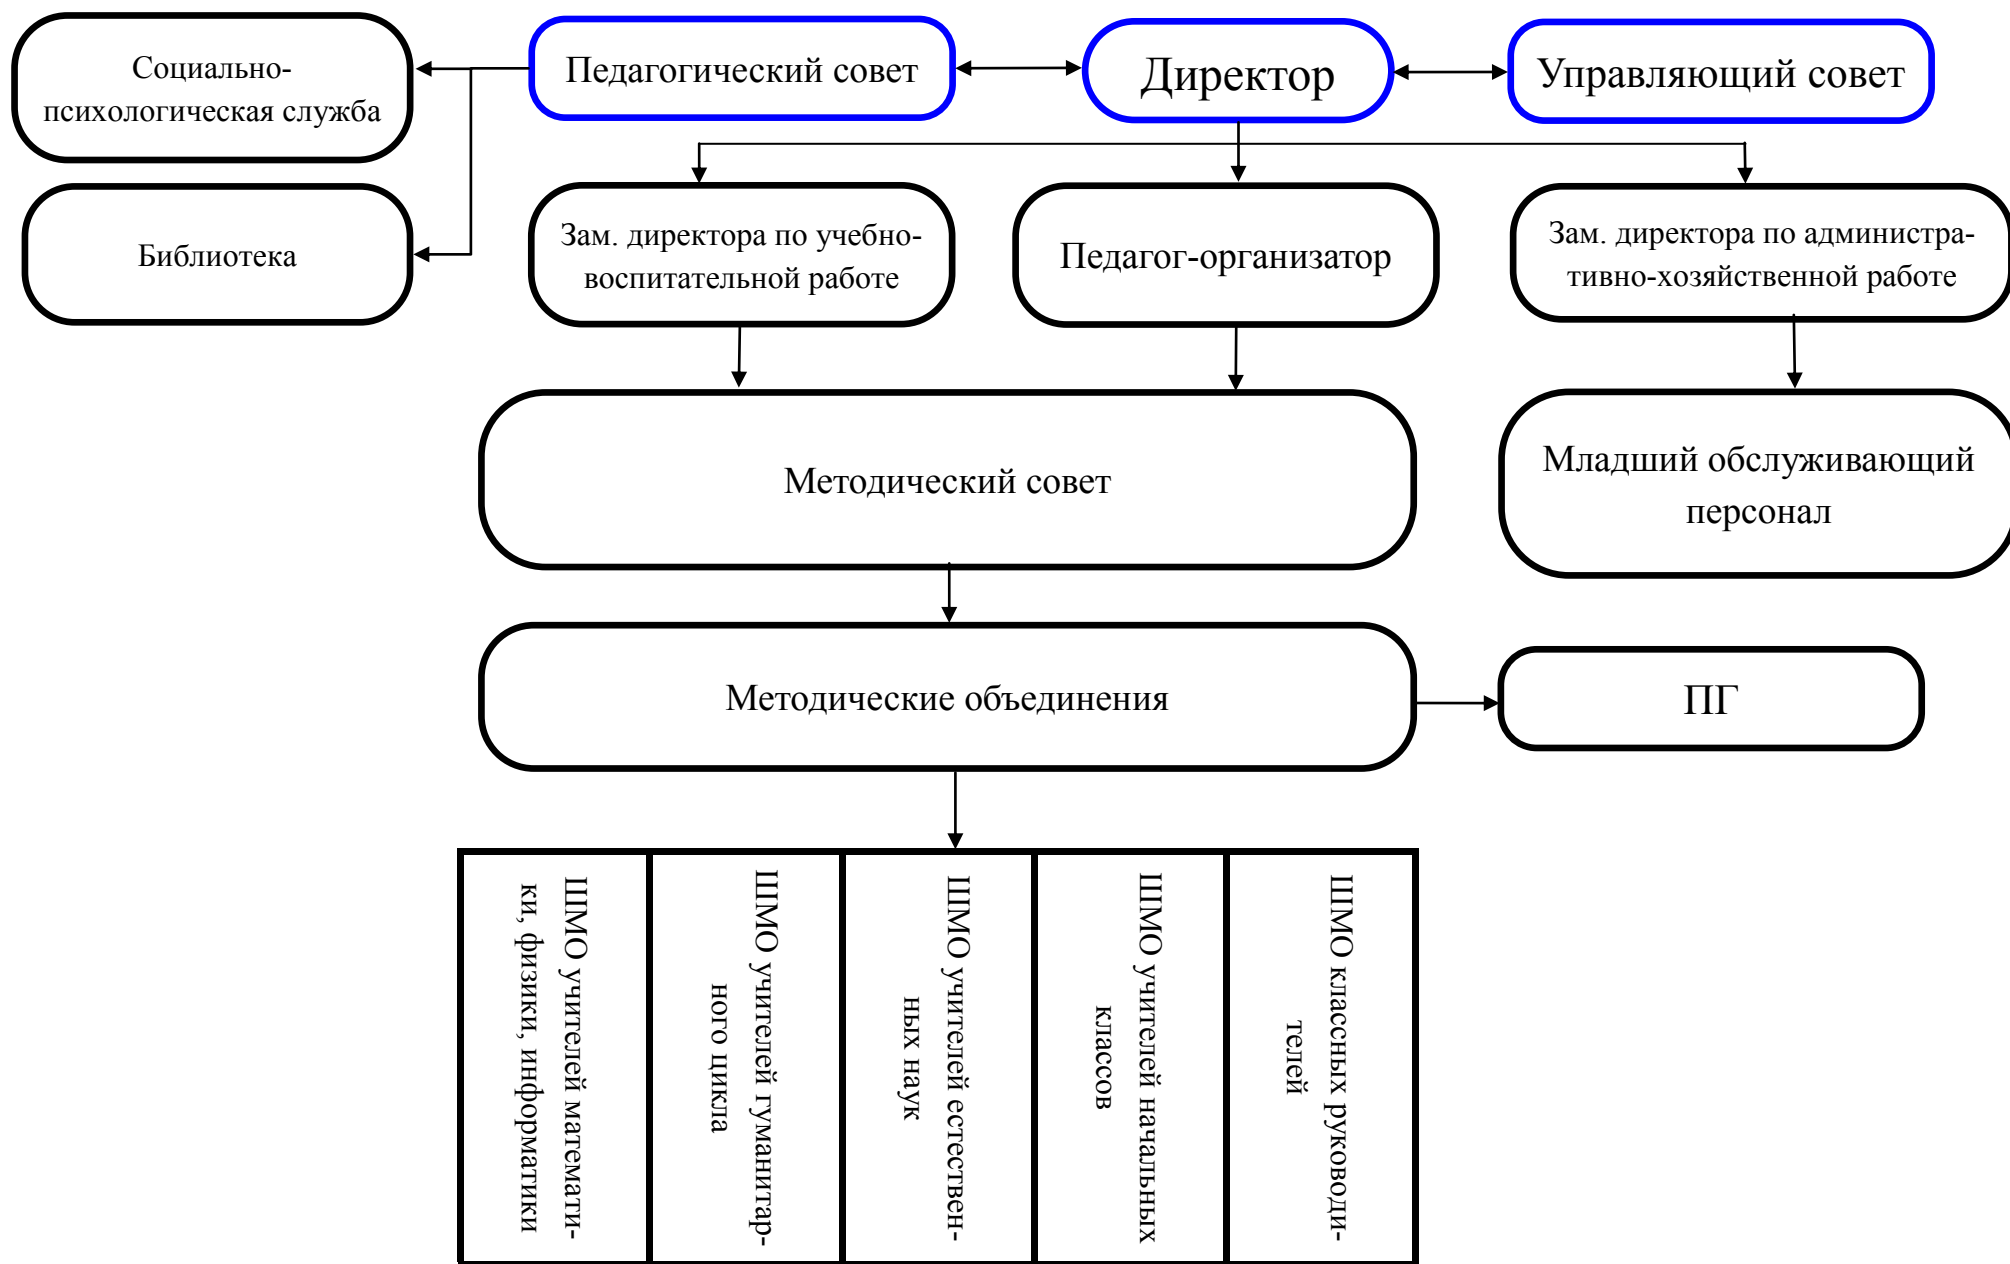 Социально-
психологическая служба
Педагогический совет
Директор
Управляющий совет
Библиотека
Зам. директора по учебно-
воспитательной работе
Педагог-организатор
Зам. директора по администра-
тивно-хозяйственной работе
Методический совет
Младший обслуживающий
персонал
Методические объединения
ПГ
ШМО учителей математи-
ки, физики, информатики
ШМО учителей гуманитар-
ного цикла
ШМО учителей естествен-
ных наук
ШМО учителей начальных
классов
ШМО классных руководи-
телей